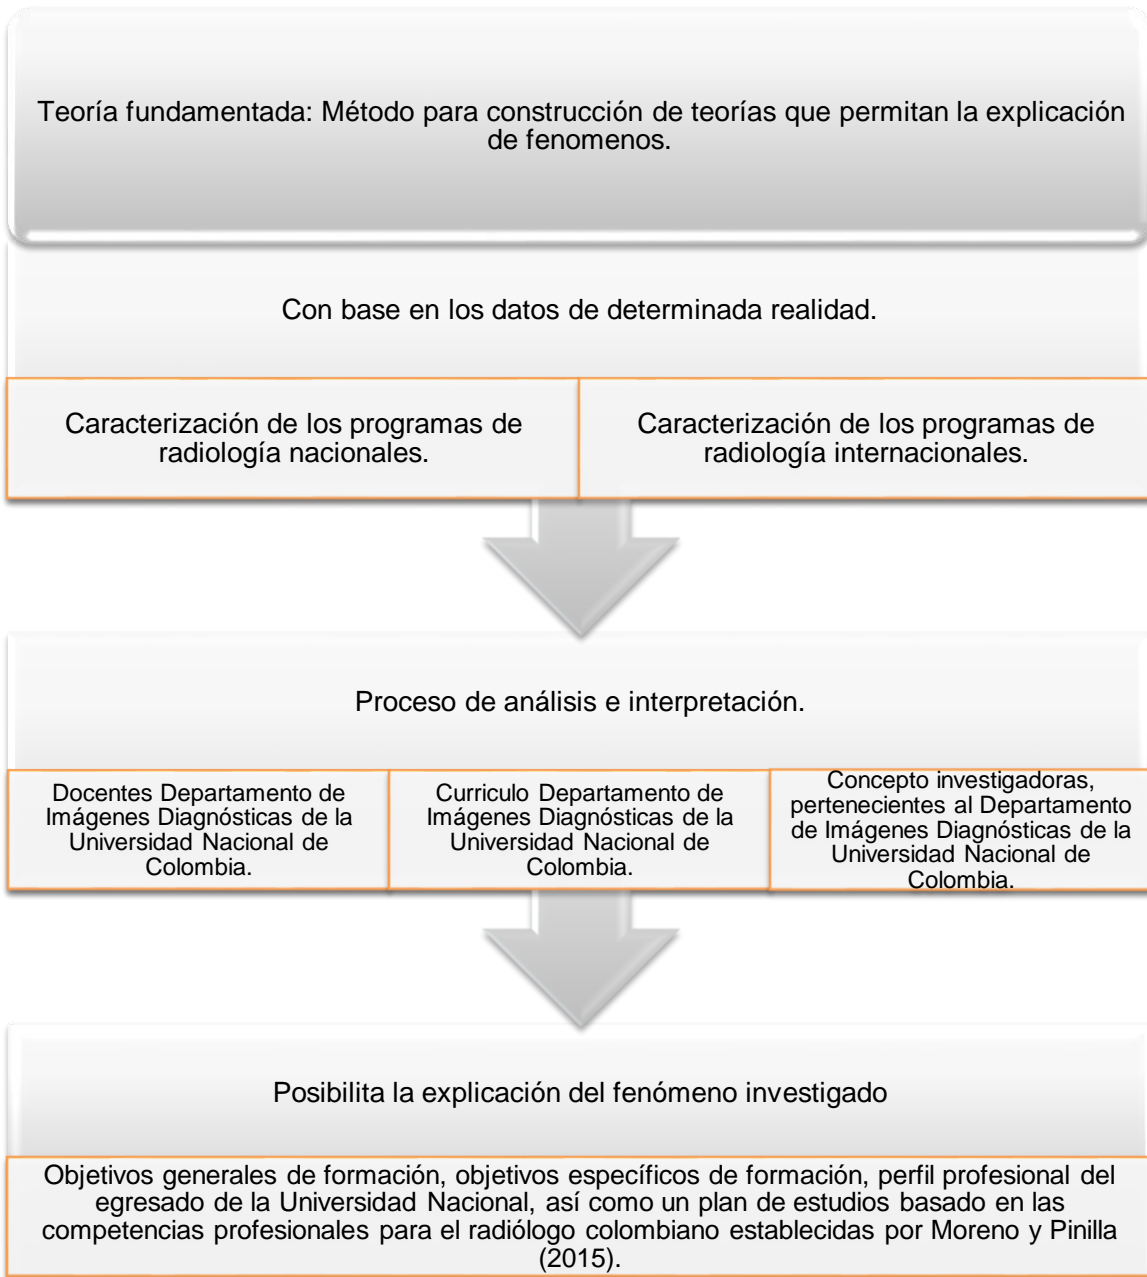 Teoría fundamentada: Método para construcción de teorías que permitan la explicación
de fenomenos.
Con base en los datos de determinada realidad.
Caracterización de los programas de
radiología nacionales.
Caracterización de los programas de
radiología internacionales.
Proceso de análisis e interpretación.
Docentes Departamento de
Imágenes Diagnósticas de la
Universidad Nacional de
Colombia.
Curriculo Departamento de
Imágenes Diagnósticas de la
Universidad Nacional de
Colombia.
Concepto investigadoras,
pertenecientes al Departamento
de Imágenes Diagnósticas de la
Universidad Nacional de
Colombia.
Posibilita la explicación del fenómeno investigado
Objetivos generales de formación, objetivos específicos de formación, perfil profesional del
egresado de la Universidad Nacional, así como un plan de estudios basado en las
competencias profesionales para el radiólogo colombiano establecidas por Moreno y Pinilla
(2015).